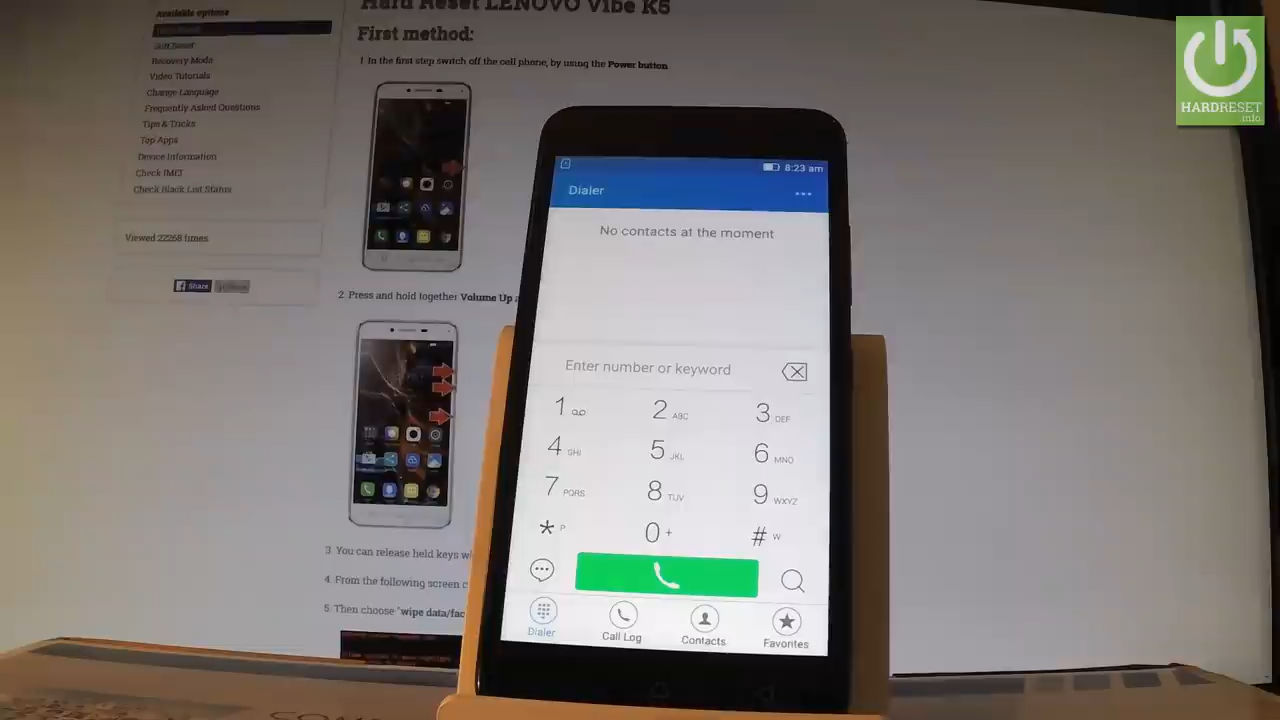 Available options
Hard Reset LENOVO Vibe K5
Soft Reset
Recovery Mode
Video Tutorials
Change Language
Frequently Asked Questions
Tips & Tricks
Top Apps
Device Information
Check IMEI
Check Black List Status
Viewed 22268 times
Share
First method:
1. In the first step switch off the cell phone, by using the Power button
2. Press and hold together Volume Up
3. You can release held keys
4. From the following screen
5. Then choose "wipe data/fac
8:23 am
Dialer
No contacts at the moment
Enter number or keyword
1
2 ABC
3 DEF
4 GHI
5 JKL
6 MNO
7 PQRS
8 TUV
9 WXYZ
* P
0 +
# W
Dialer
Call Log
Contacts
Favorites
HARDRESET
.info